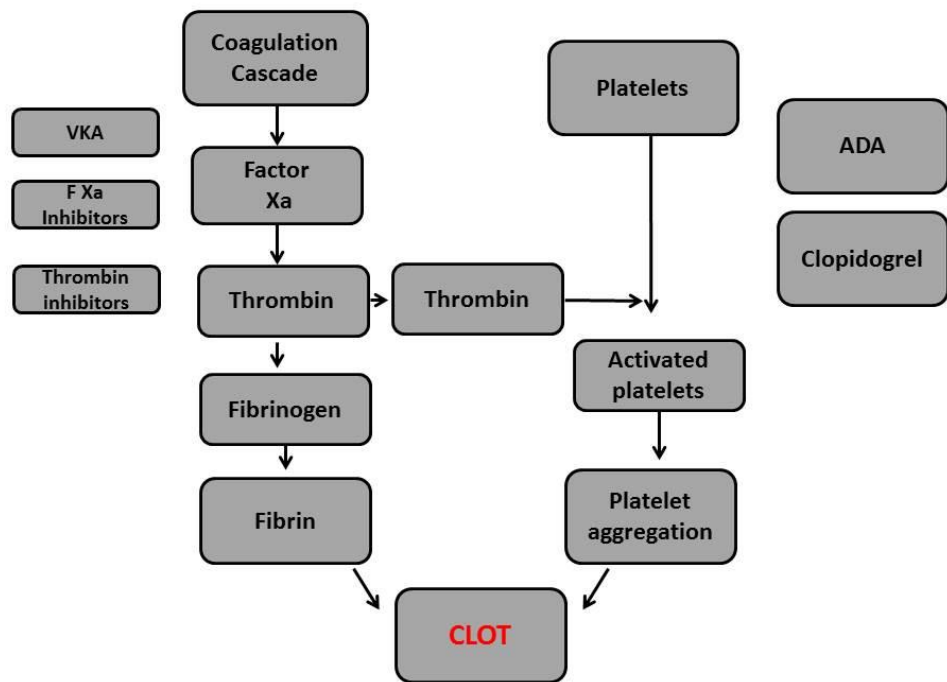 Coagulation
Cascade
Platelets
VKA
ADA
Factor
Xa
F Xa
Inhibitors
Clopidogrel
Thrombin
inhibitors
Thrombin
Thrombin
Activated
platelets
Fibrinogen
Fibrin
Platelet
aggregation
CLOT